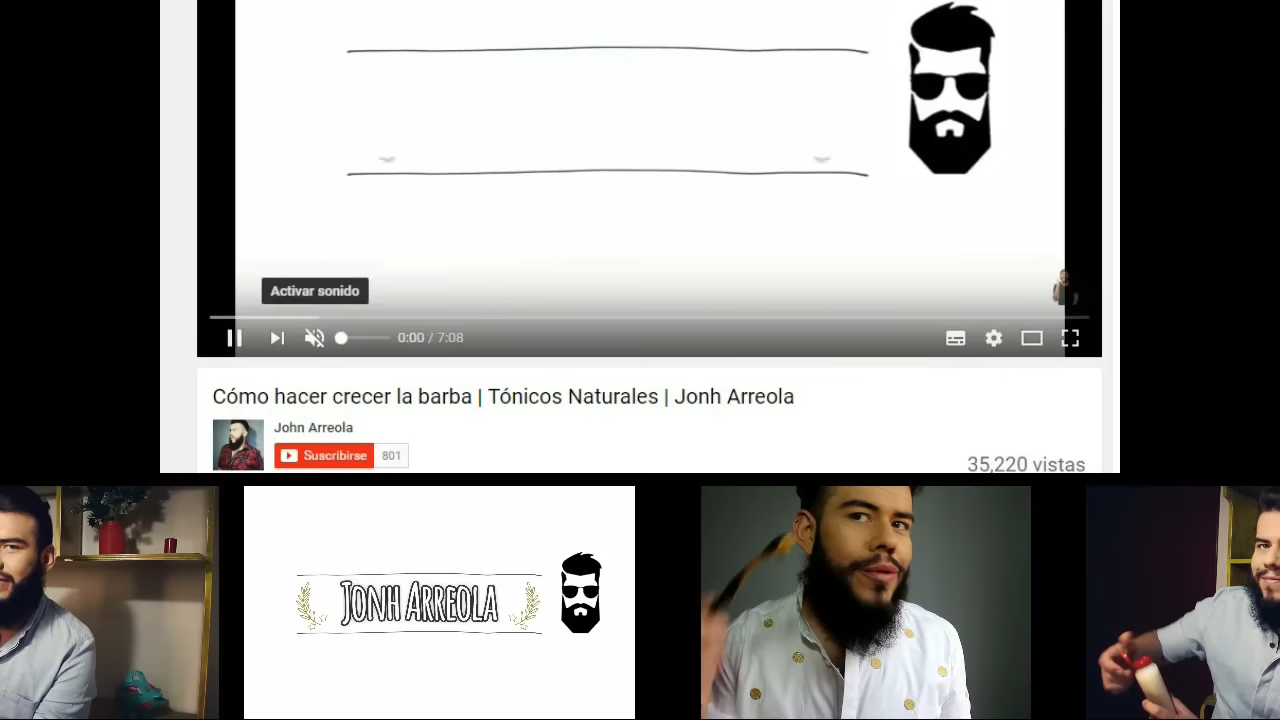 Activar sonido
0:00 / 7:08
Cómo hacer crecer la barba | Tónicos Naturales | Jonh Arreola
John Arreola
Suscribirse 801
35,220 vistas
JONH ARREOLA